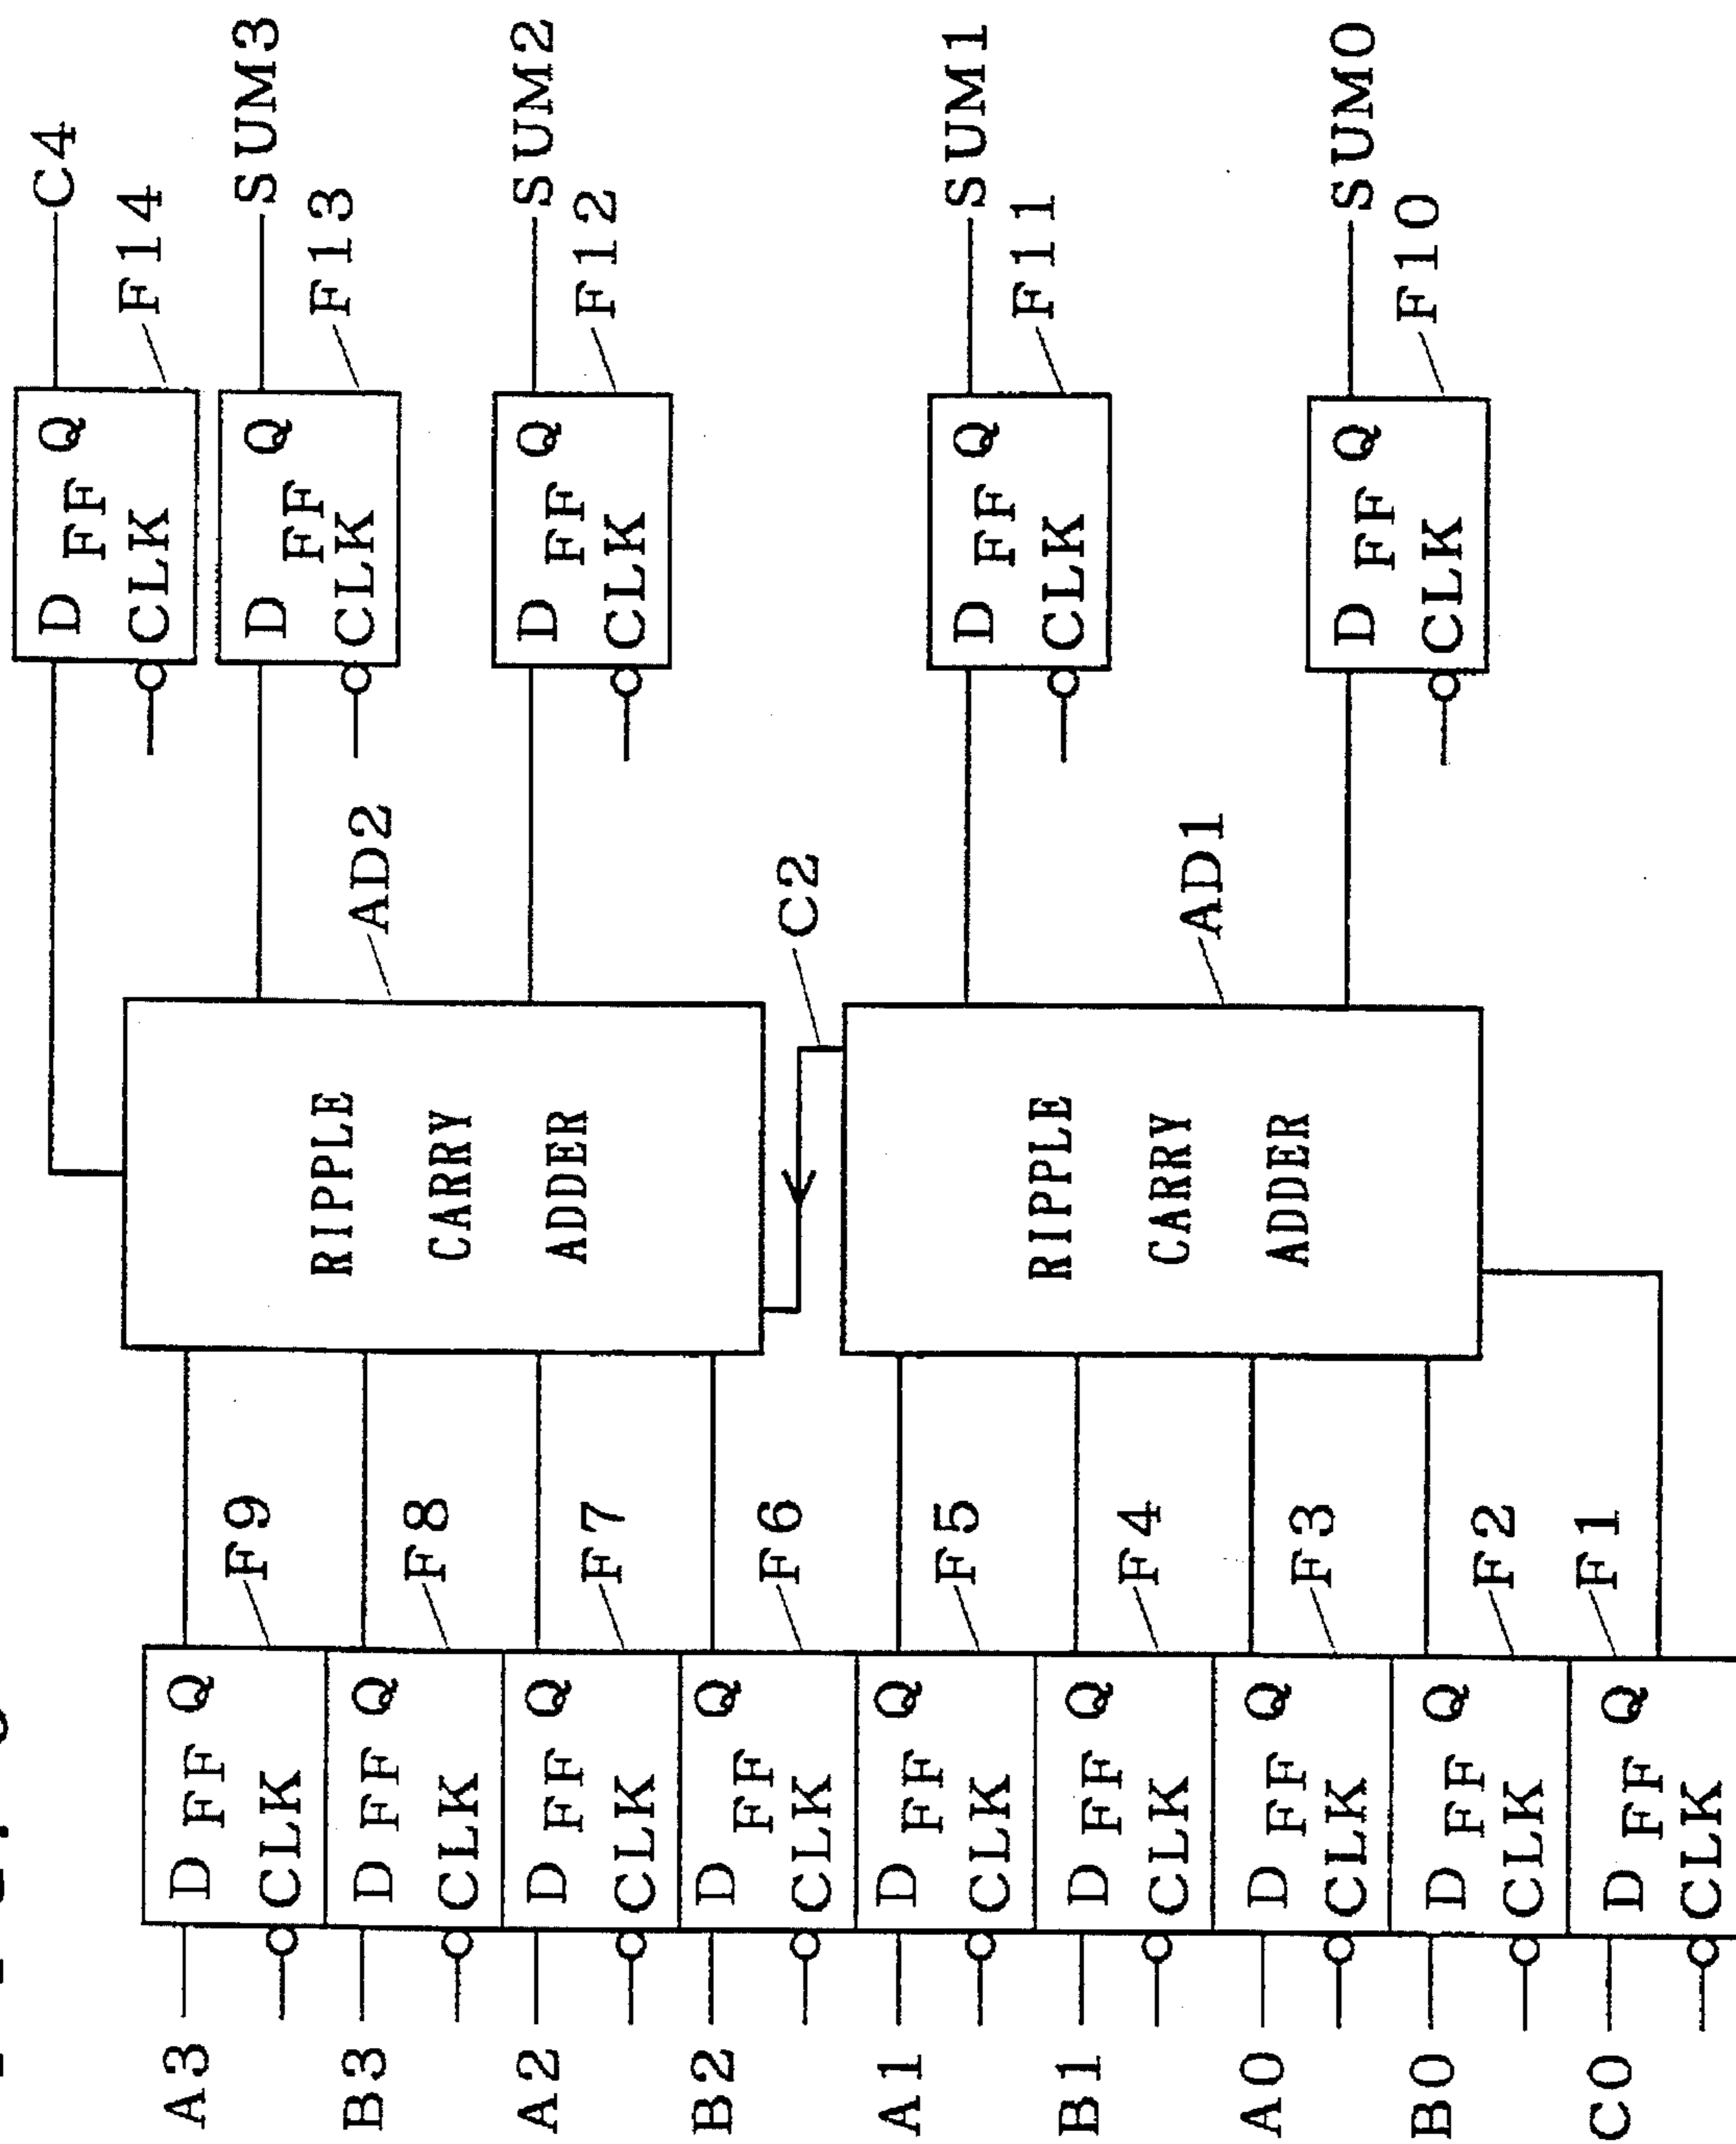 A3
D Q
FF
CLK
F9
B3
D Q
FF
CLK
F8
A2
D Q
FF
CLK
F7
B2
D Q
FF
CLK
F6
A1
D Q
FF
CLK
F5
B1
D Q
FF
CLK
F4
A0
D Q
FF
CLK
F3
B0
D Q
FF
CLK
F2
C0
D Q
FF
CLK
F1
RIPPLE
CARRY
ADDER
AD2
C2
RIPPLE
CARRY
ADDER
AD1
D Q
FF
CLK
F14
C4
D Q
FF
CLK
F13
SUM3
D Q
FF
CLK
F12
SUM2
D Q
FF
CLK
F11
SUM1
D Q
FF
CLK
F10
SUM0